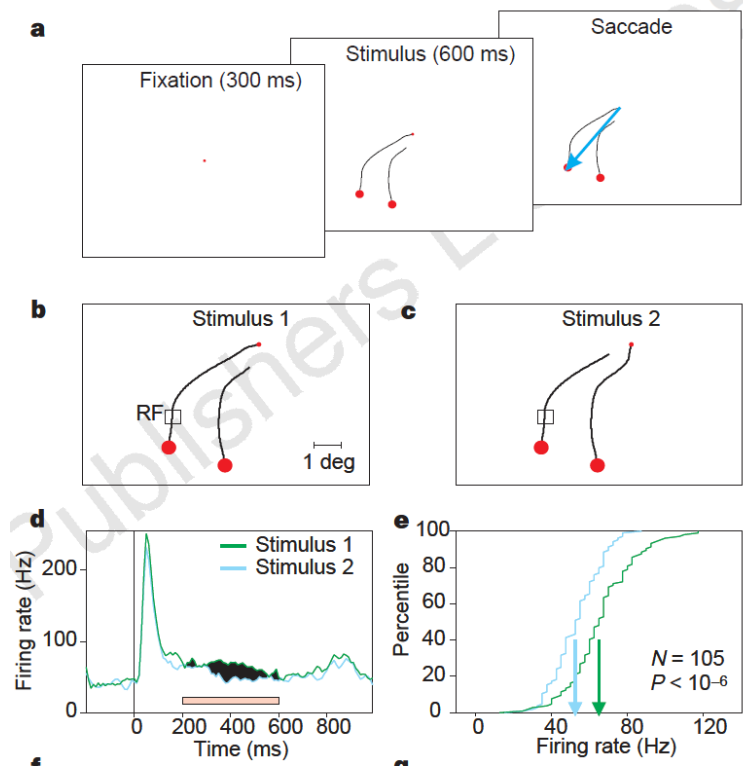 a
Fixation (300 ms)
Stimulus (600 ms)
Saccade
b
Stimulus 1
RF
1 deg
c
Stimulus 2
d
Firing rate (Hz)
200
100
0
Stimulus 1
Stimulus 2
0 200 400 600 800
Time (ms)
e
Percentile
100
80
60
40
20
0
N = 105
P < 10⁻⁶
0 40 80 120
Firing rate (Hz)
Publishers